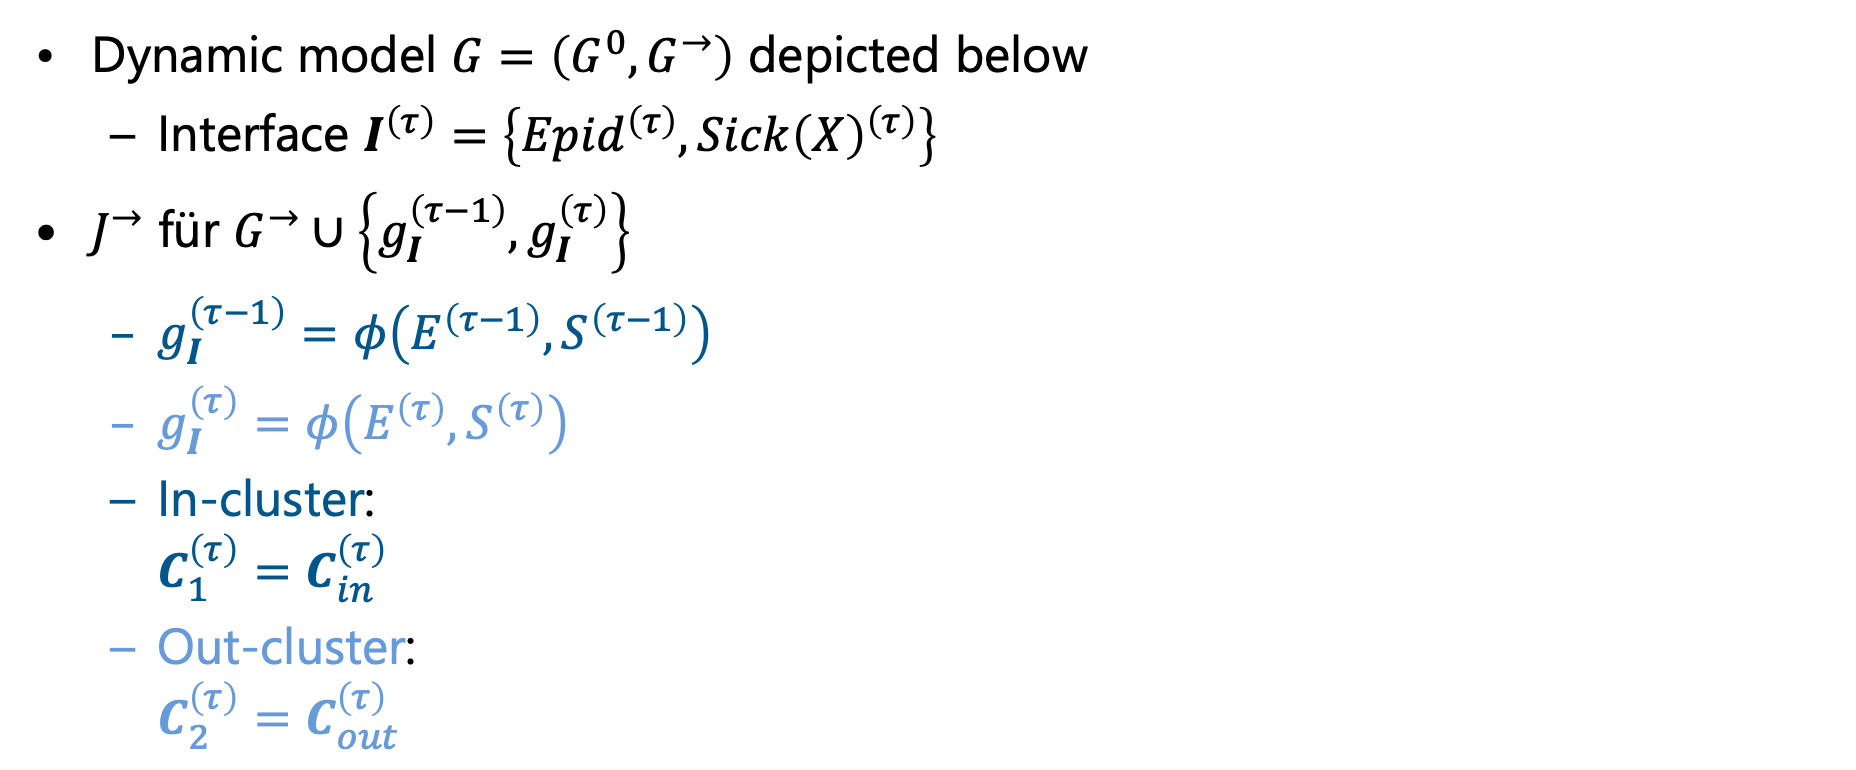 • Dynamic model G = (G⁰, G→) depicted below
– Interface I^(τ) = {Epid^(τ), Sick(X)^(τ)}
• J→ für G→ ∪ {g_I^(τ−1), g_I^(τ)}
– g_I^(τ−1) = ϕ(E^(τ−1), S^(τ−1))
– g_I^(τ) = ϕ(E^(τ), S^(τ))
– In-cluster:
C_1^(τ) = C_in^(τ)
– Out-cluster:
C_2^(τ) = C_out^(τ)